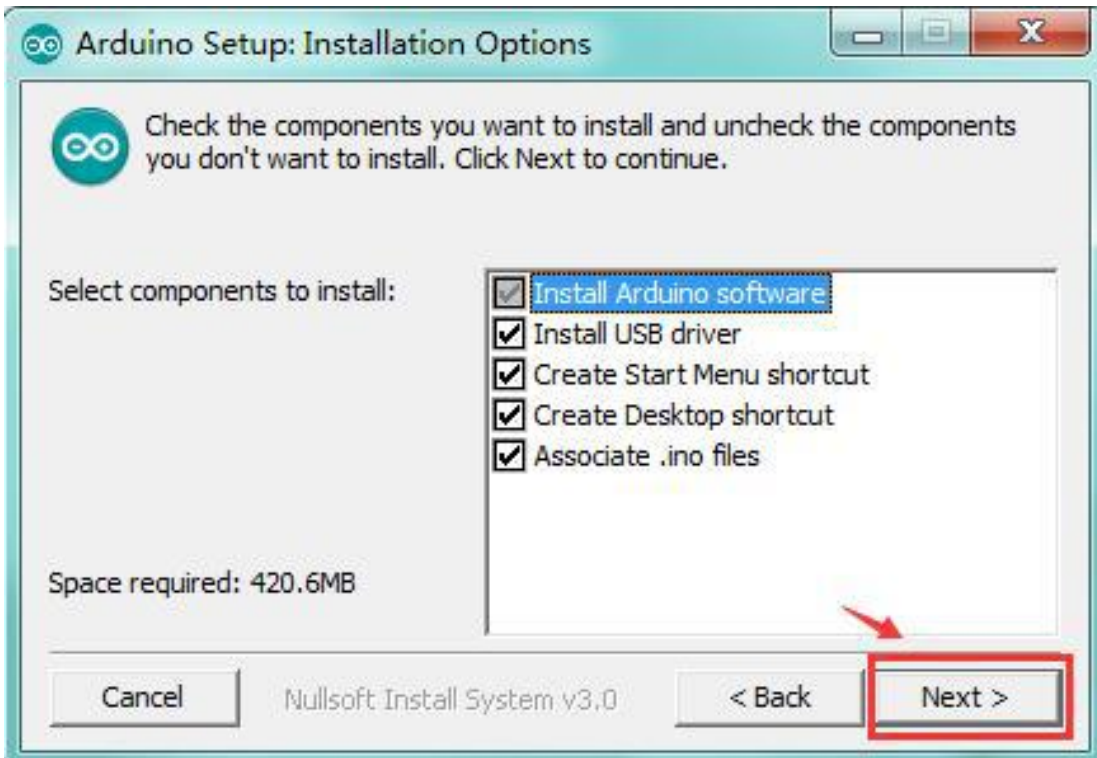 Arduino Setup: Installation Options
Check the components you want to install and uncheck the components
you don't want to install. Click Next to continue.
Select components to install:
Install Arduino software
Install USB driver
Create Start Menu shortcut
Create Desktop shortcut
Associate .ino files
Space required: 420.6MB
Cancel
Nullsoft Install System v3.0
< Back
Next >